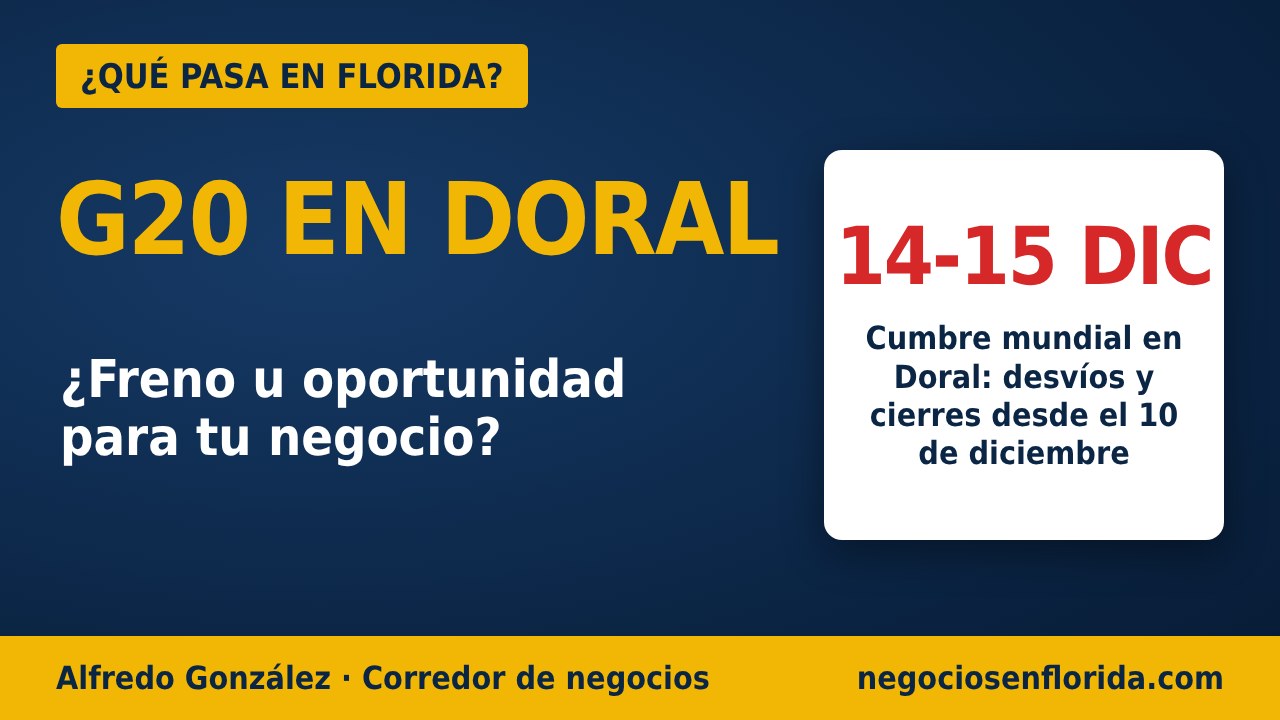 ¿QUÉ PASA EN FLORIDA?
G20 EN DORAL
¿Freno u oportunidad
para tu negocio?
14-15 DIC
Cumbre mundial en
Doral: desvíos y
cierres desde el 10
de diciembre
Alfredo González · Corredor de negocios
negociosenflorida.com